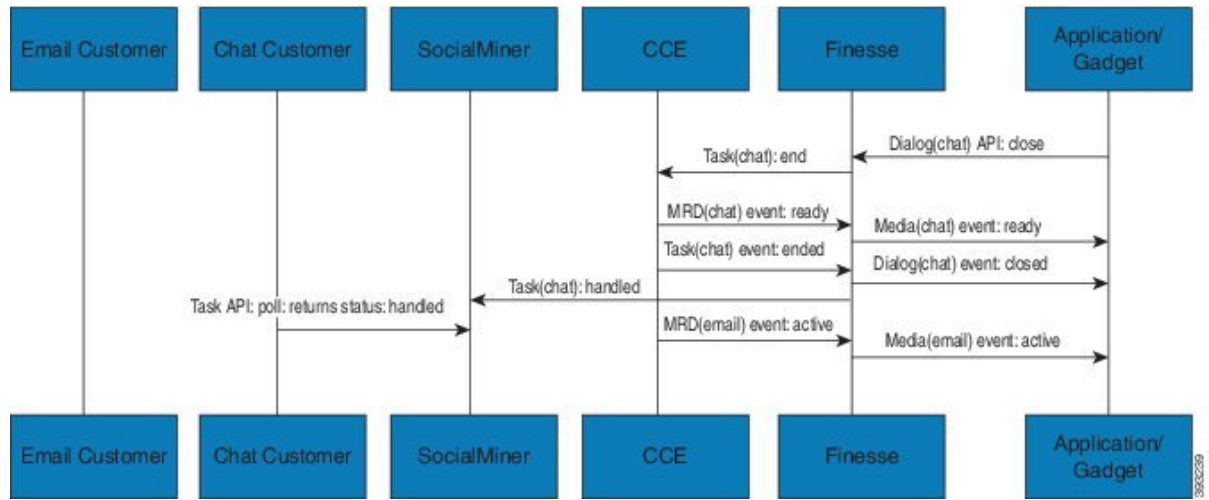 Email Customer
Chat Customer
SocialMiner
CCE
Finesse
Application/
Gadget
Dialog(chat) API: close
Task(chat): end
MRD(chat) event: ready
Media(chat) event: ready
Task(chat) event: ended
Dialog(chat) event: closed
Task(chat): handled
Task API: poll: returns status: handled
MRD(email) event: active
Media(email) event: active
Email Customer
Chat Customer
SocialMiner
CCE
Finesse
Application/
Gadget
393239